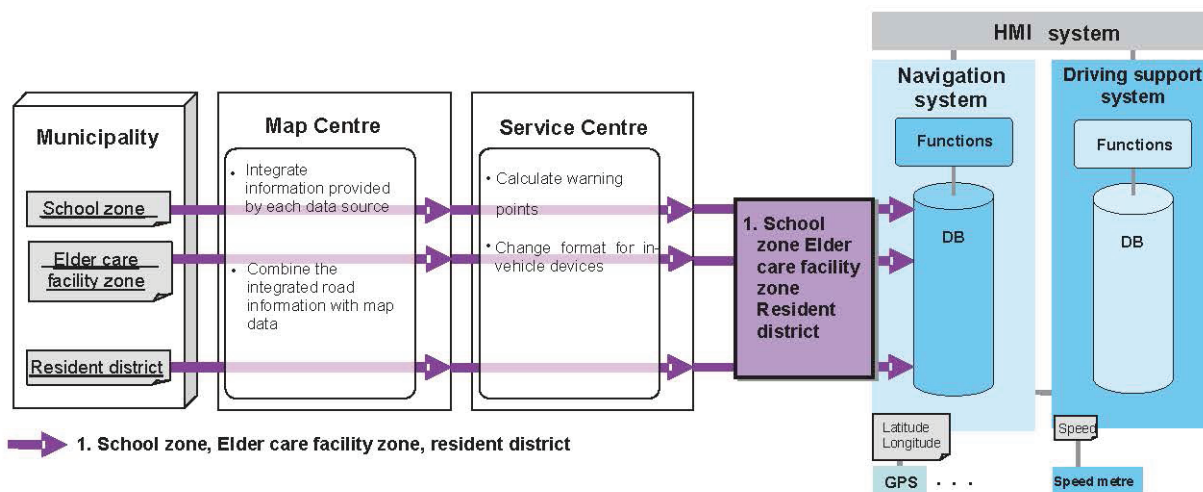 HMI system
Navigation
system
Driving support
system
Functions
Functions
DB
DB
Municipality
School zone
Elder care
facility zone
Resident district
Map Centre
• Integrate
information provided
by each data source
• Combine the
integrated road
information with map
data
Service Centre
• Calculate warning
points
• Change format for in-
vehicle devices
1. School
zone Elder
care facility
zone
Resident
district
Latitude
Longitude
GPS . . .
Speed
Speed metre
1. School zone, Elder care facility zone, resident district